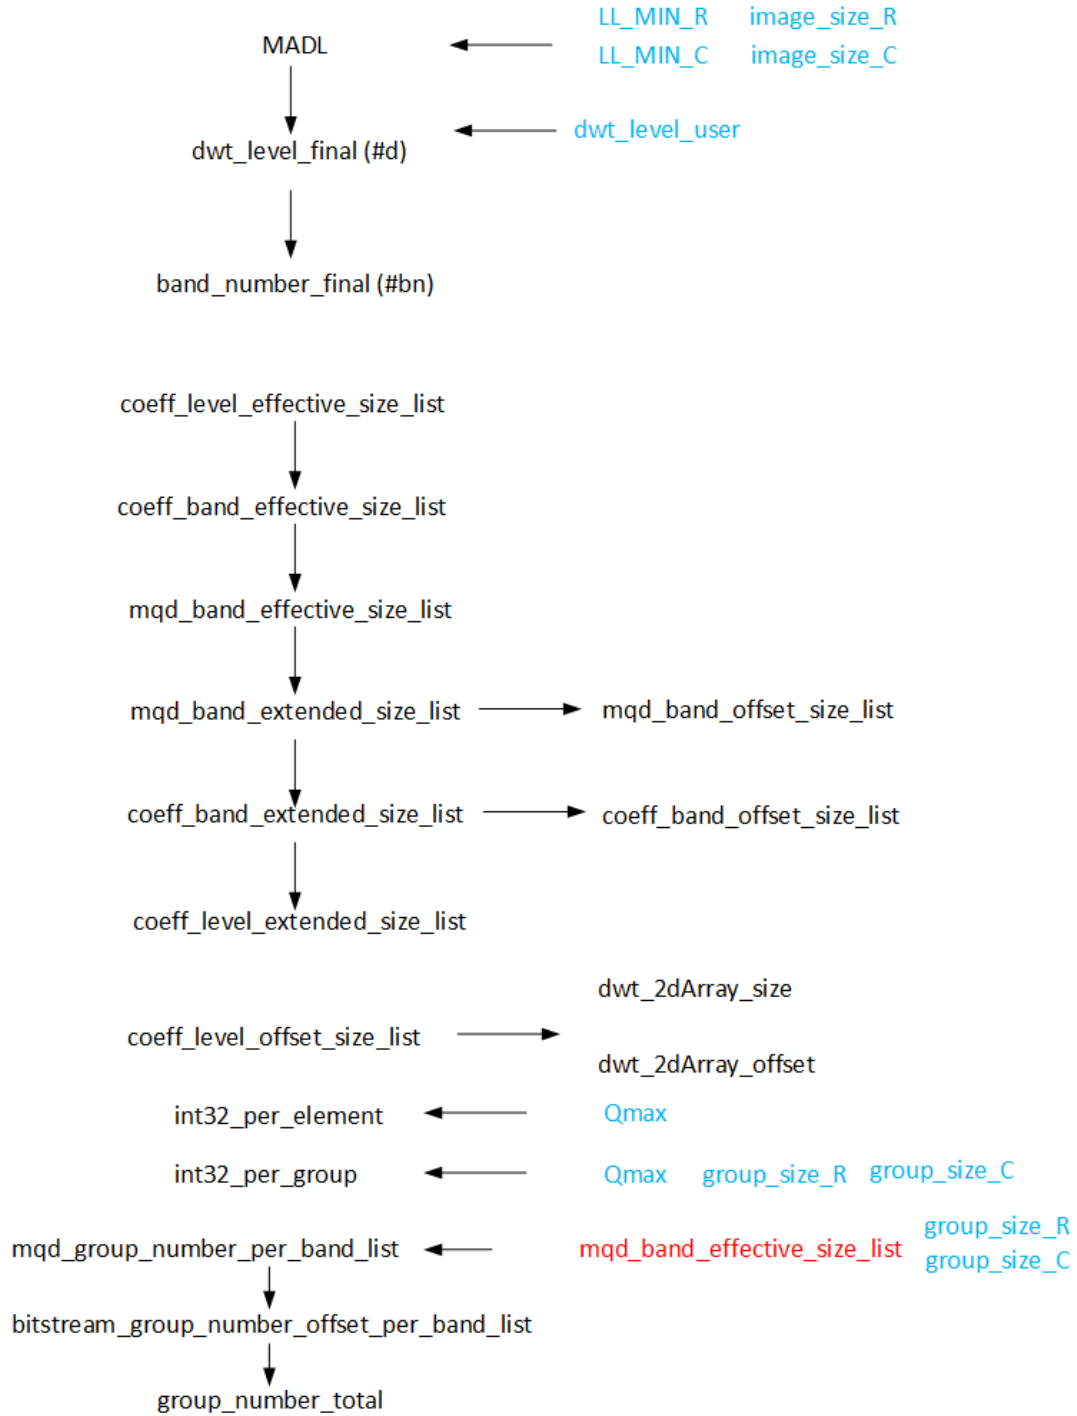 LL_MIN_R image_size_R
MADL
LL_MIN_C image_size_C
dwt_level_user
dwt_level_final (#d)
band_number_final (#bn)
coeff_level_effective_size_list
coeff_band_effective_size_list
mqd_band_effective_size_list
mqd_band_extended_size_list mqd_band_offset_size_list
coeff_band_extended_size_list coeff_band_offset_size_list
coeff_level_extended_size_list
dwt_2dArray_size
coeff_level_offset_size_list
dwt_2dArray_offset
int32_per_element Qmax
int32_per_group Qmax group_size_R group_size_C
group_size_R
mqd_group_number_per_band_list mqd_band_effective_size_list
group_size_C
bitstream_group_number_offset_per_band_list
group_number_total